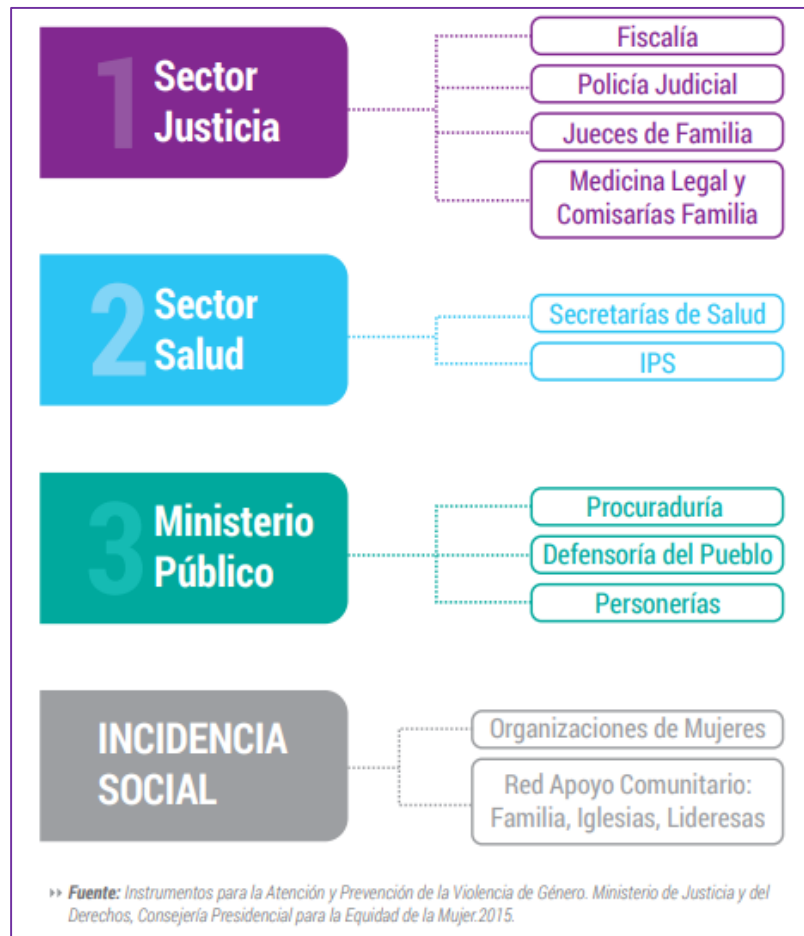 1 Sector
Justicia
Fiscalía
Policía Judicial
Jueces de Familia
Medicina Legal y
Comisarías Familia
2 Sector
Salud
Secretarías de Salud
IPS
3 Ministerio
Público
Procuraduría
Defensoría del Pueblo
Personerías
INCIDENCIA
SOCIAL
Organizaciones de Mujeres
Red Apoyo Comunitario:
Familia, Iglesias, Lideresas
Fuente: Instrumentos para la Atención y Prevención de la Violencia de Género. Ministerio de Justicia y del
Derechos, Consejería Presidencial para la Equidad de la Mujer.2015.